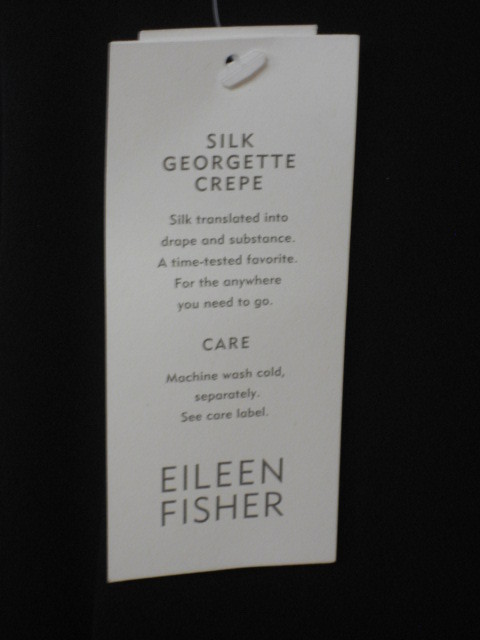 SILK
GEORGETTE
CREPE
Silk translated into
drape and substance.
A time-tested favorite.
For the anywhere
you need to go.
CARE
Machine wash cold,
separately.
See care label.
EILEEN
FISHER